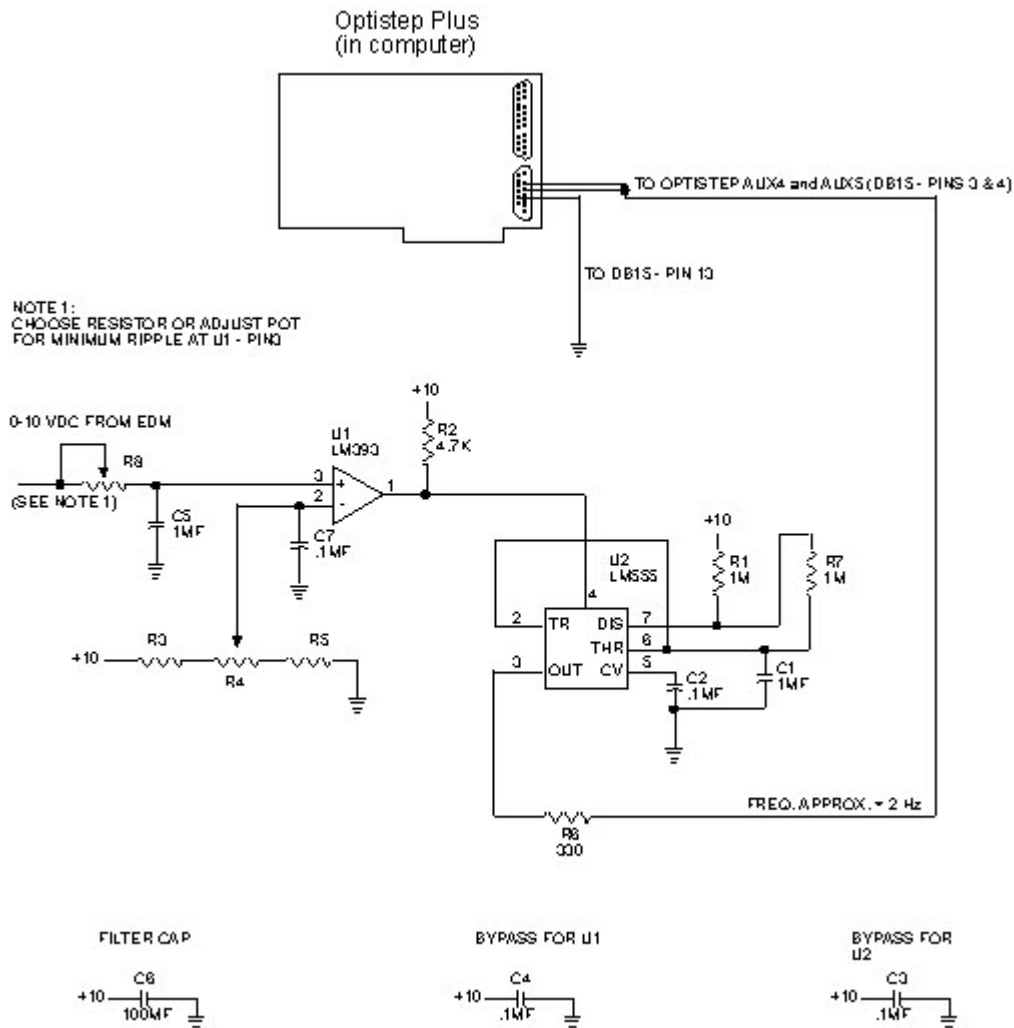 Optistep Plus
(in computer)
TO OPTISTEP AUX4 and AUX5 (DB15 - PINS 3 & 4)
TO DB15 - PIN 13
NOTE 1:
CHOOSE RESISTOR OR ADJUST POT
FOR MINIMUM RIPPLE AT U1 - PIN3
0-10 VDC FROM EDM
R8
(SEE NOTE 1)
C5
1MF
3
+
2
-
U1
LM393
1
+10
R2
4.7K
C7
.1MF
+10
R3
R4
R5
U2
LM555
4
2
TR
DIS
7
THR
6
3
OUT
CV
5
+10
R1
1M
R7
1M
C2
.1MF
C1
.1MF
FREQ. APPROX. = 2 Hz
R6
330
FILTER CAP
C6
+10
100MF
BYPASS FOR U1
C4
+10
.1MF
BYPASS FOR
U2
C3
+10
.1MF